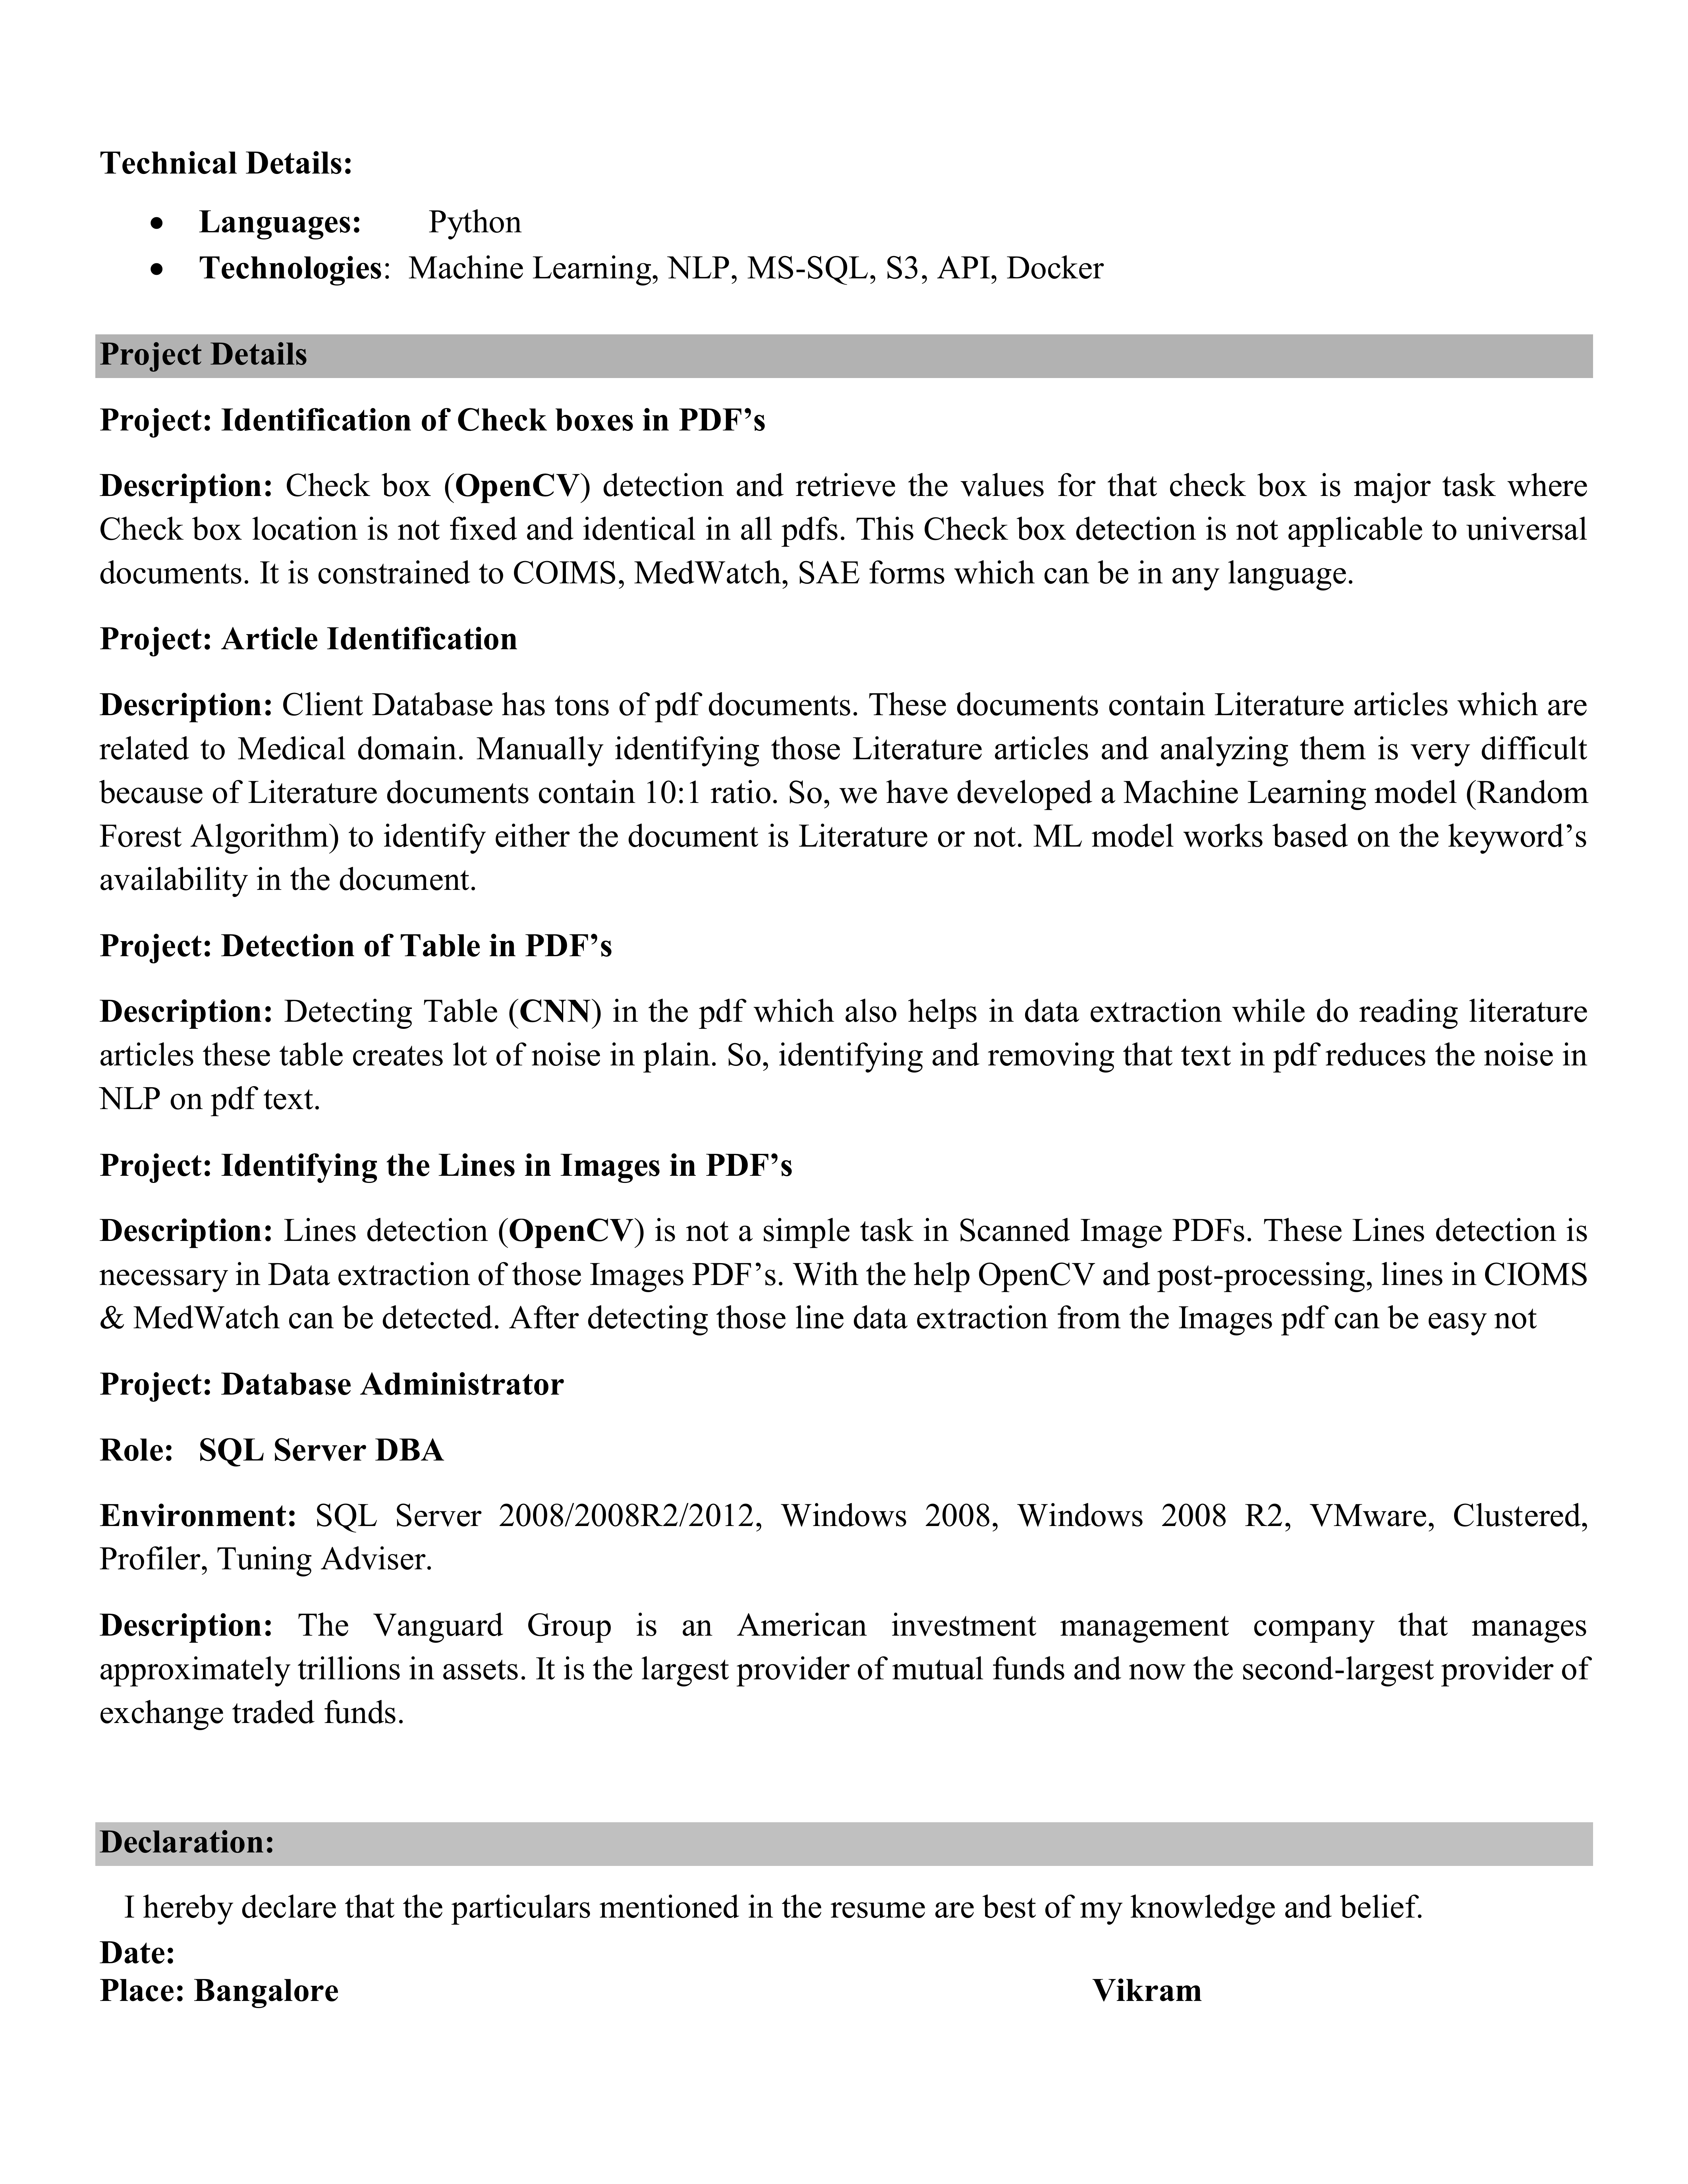 Technical Details:
• Languages: Python
• Technologies: Machine Learning, NLP, MS-SQL, S3, API, Docker
Project Details
Project: Identification of Check boxes in PDF’s
Description: Check box (OpenCV) detection and retrieve the values for that check box is major task where
Check box location is not fixed and identical in all pdfs. This Check box detection is not applicable to universal
documents. It is constrained to COIMS, MedWatch, SAE forms which can be in any language.
Project: Article Identification
Description: Client Database has tons of pdf documents. These documents contain Literature articles which are
related to Medical domain. Manually identifying those Literature articles and analyzing them is very difficult
because of Literature documents contain 10:1 ratio. So, we have developed a Machine Learning model (Random
Forest Algorithm) to identify either the document is Literature or not. ML model works based on the keyword’s
availability in the document.
Project: Detection of Table in PDF’s
Description: Detecting Table (CNN) in the pdf which also helps in data extraction while do reading literature
articles these table creates lot of noise in plain. So, identifying and removing that text in pdf reduces the noise in
NLP on pdf text.
Project: Identifying the Lines in Images in PDF’s
Description: Lines detection (OpenCV) is not a simple task in Scanned Image PDFs. These Lines detection is
necessary in Data extraction of those Images PDF’s. With the help OpenCV and post-processing, lines in CIOMS
& MedWatch can be detected. After detecting those line data extraction from the Images pdf can be easy not
Project: Database Administrator
Role: SQL Server DBA
Environment: SQL Server 2008/2008R2/2012, Windows 2008, Windows 2008 R2, VMware, Clustered,
Profiler, Tuning Adviser.
Description: The Vanguard Group is an American investment management company that manages
approximately trillions in assets. It is the largest provider of mutual funds and now the second-largest provider of
exchange traded funds.
Declaration:
I hereby declare that the particulars mentioned in the resume are best of my knowledge and belief.
Date:
Place: Bangalore Vikram